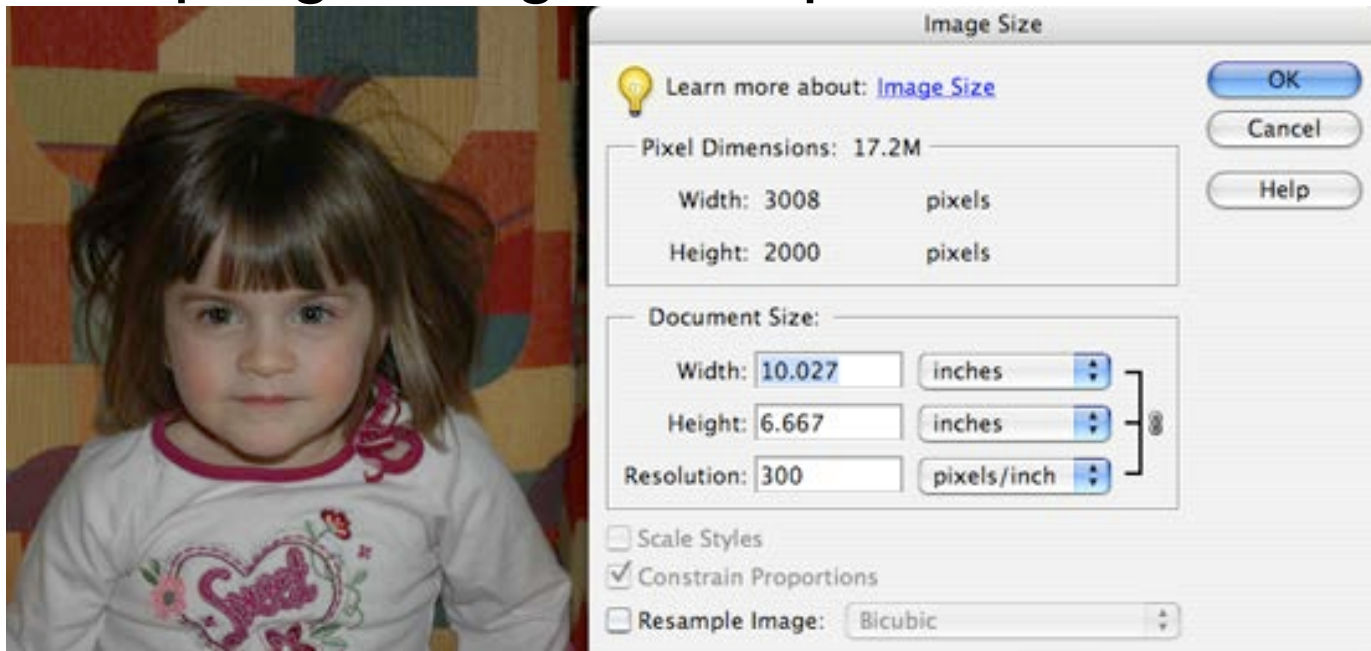 Image Size
Learn more about: Image Size
OK
Cancel
Help
Pixel Dimensions: 17.2M
Width: 3008 pixels
Height: 2000 pixels
Document Size:
Width: 10.027 inches
Height: 6.667 inches
Resolution: 300 pixels/inch
Scale Styles
Constrain Proportions
Resample Image: Bicubic
Sweet